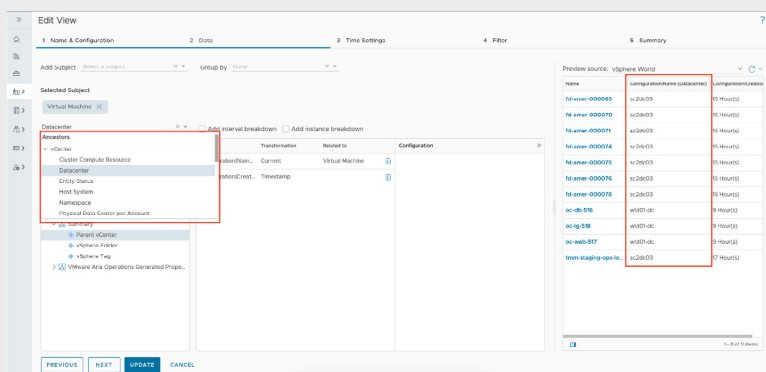 Edit View
?
1 Name & Configuration
2 Data
3 Time Settings
4 Filter
5 Summary
Add Subject Select a subject
Group by None
Preview source: vSphere World
Selected Subject
Virtual Machine
Datacenter
Add interval breakdown
Add instance breakdown
Ancestors
vCenter
Cluster Compute Resource
Datacenter
Entity Status
Host System
Namespace
Physical Data Center per Account
Summary
Parent vCenter
vSphere Folder
vSphere Tag
VMware Aria Operations Generated Prope...
Transformation
Related to
Configuration
Current
Virtual Machine
Timestamp
Name
Configuration|Name (Datacenter)
Configuration|Creation
fd-amer-000070
sc2dc03
15 Hour(s)
fd-amer-000071
sc2dc03
15 Hour(s)
fd-amer-000074
sc2dc03
15 Hour(s)
fd-amer-000075
sc2dc03
15 Hour(s)
fd-amer-000076
sc2dc03
15 Hour(s)
fd-amer-000078
sc2dc03
15 Hour(s)
oc-db-516
wld01-dc
9 Hour(s)
oc-lg-518
wld01-dc
9 Hour(s)
oc-web-517
wld01-dc
9 Hour(s)
tmm-staging-ops-lo...
sc2dc03
17 Hour(s)
PREVIOUS
NEXT
UPDATE
CANCEL